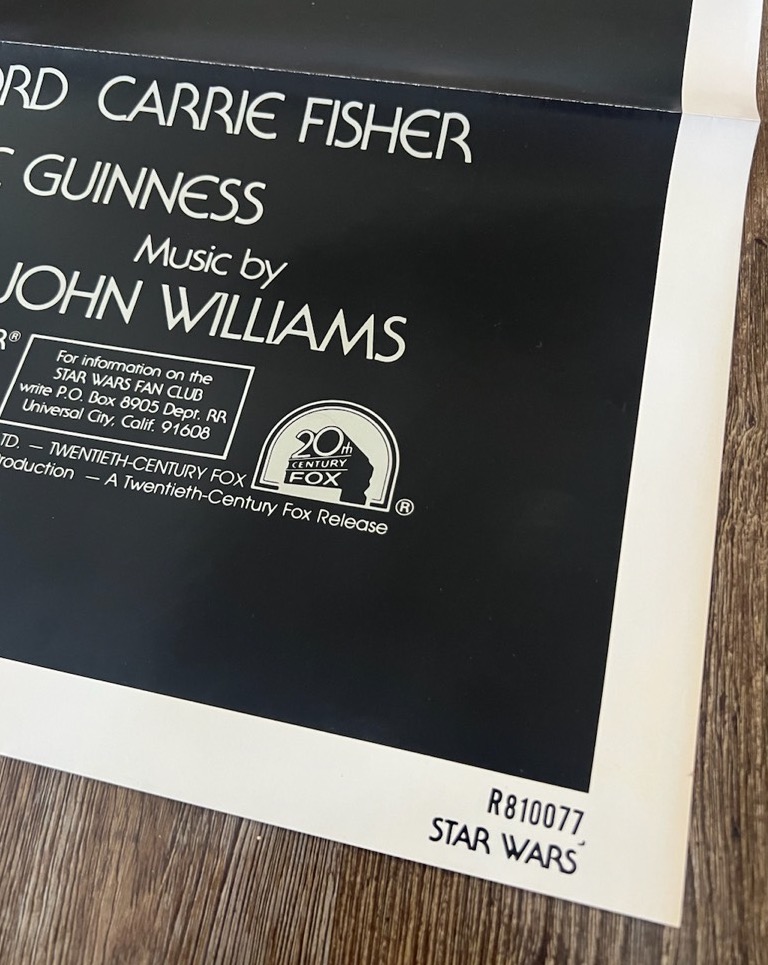 ORD CARRIE FISHER
C GUINNESS
Music by
JOHN WILLIAMS
R®
For information on the
STAR WARS FAN CLUB
write P.O. Box 8905 Dept. RR
Universal City, Calif. 91608
TD. — TWENTIETH-CENTURY FOX
roduction — A Twentieth-Century Fox Release
20th
CENTURY
FOX
®
R810077
STAR WARS